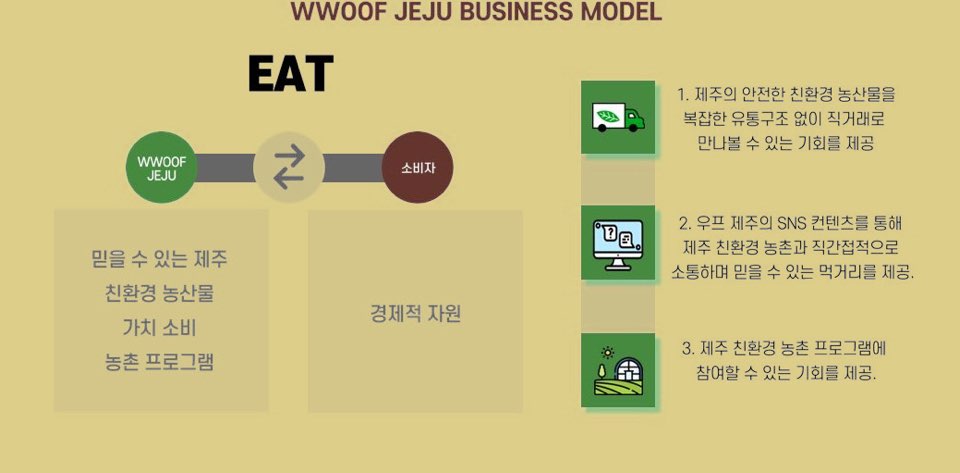 WWOOF JEJU BUSINESS MODEL
EAT
WWOOF
JEJU
소비자
믿을 수 있는 제주
친환경 농산물
가치 소비
농촌 프로그램
경제적 자원
1. 제주의 안전한 친환경 농산물을
복잡한 유통구조 없이 직거래로
만나볼 수 있는 기회를 제공
2. 우프 제주의 SNS 컨텐츠를 통해
제주 친환경 농촌과 직간접적으로
소통하며 믿을 수 있는 먹거리를 제공.
3. 제주 친환경 농촌 프로그램에
참여할 수 있는 기회를 제공.